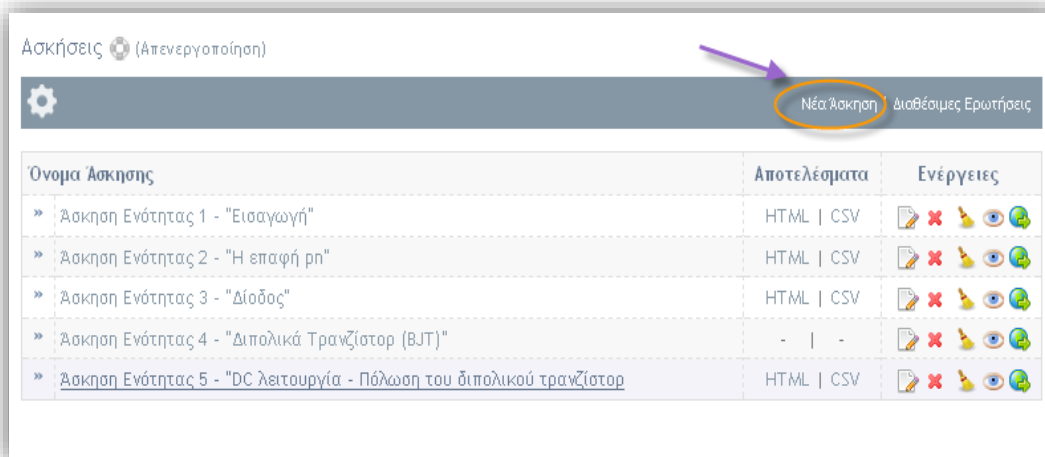 Ασκήσεις (Απενεργοποίηση)
Νέα Άσκηση | Διαθέσιμες Ερωτήσεις
Όνομα Άσκησης Αποτελέσματα Ενέργειες
» Άσκηση Ενότητας 1 - "Εισαγωγή" HTML | CSV
» Άσκηση Ενότητας 2 - "Η επαφή pn" HTML | CSV
» Άσκηση Ενότητας 3 - "Δίοδος" HTML | CSV
» Άσκηση Ενότητας 4 - "Διπολικά Τρανζίστορ (BJT)" - | -
» Άσκηση Ενότητας 5 - "DC λειτουργία - Πόλωση του διπολικού τρανζίστορ HTML | CSV